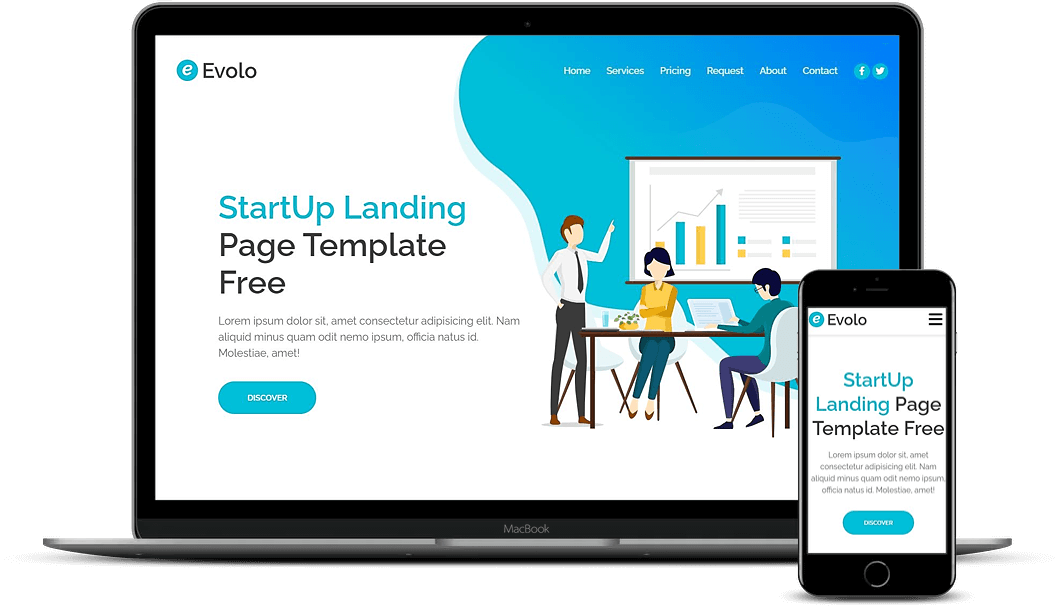 Evolo
Home Services Pricing Request About Contact
StartUp Landing
Page Template
Free
Lorem ipsum dolor sit, amet consectetur adipisicing elit. Nam
aliquid minus quam odit nemo ipsum, officia natus id.
Molestiae, amet!
DISCOVER
MacBook
Evolo
StartUp
Landing Page
Template Free
Lorem ipsum dolor sit, amet
consectetur adipisicing elit. Nam
aliquid minus quam odit nemo ipsum,
officia natus id. Molestiae, amet!
DISCOVER